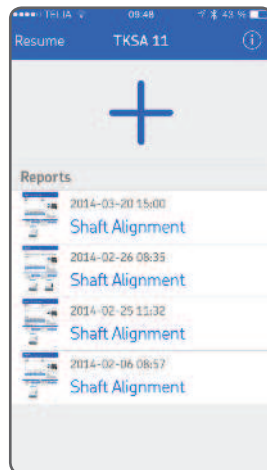 TELIA 09:48 43 %
Resume TKSA 11
Reports
2014-03-20 15:00
Shaft Alignment
2014-02-26 08:35
Shaft Alignment
2014-02-25 11:32
Shaft Alignment
2014-02-06 08:57
Shaft Alignment